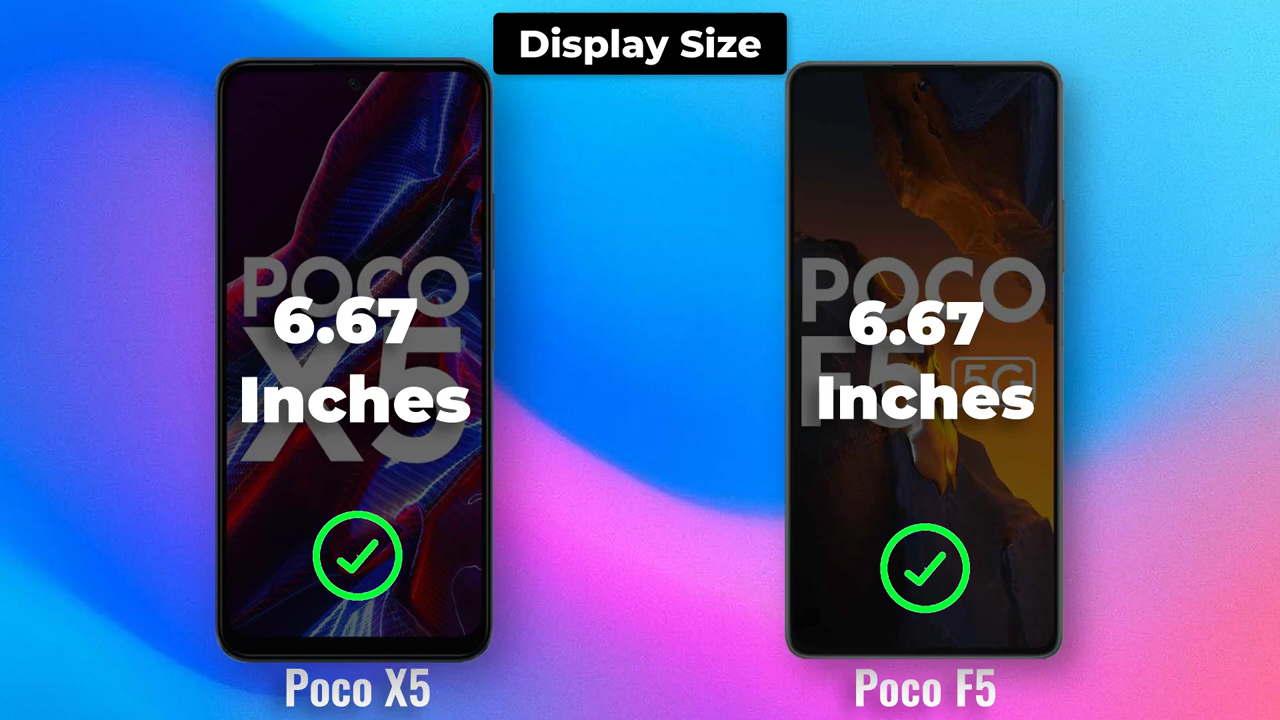 Display Size
POCO
X5
6.67
Inches
POCO
F5 5G
6.67
Inches
Poco X5
Poco F5